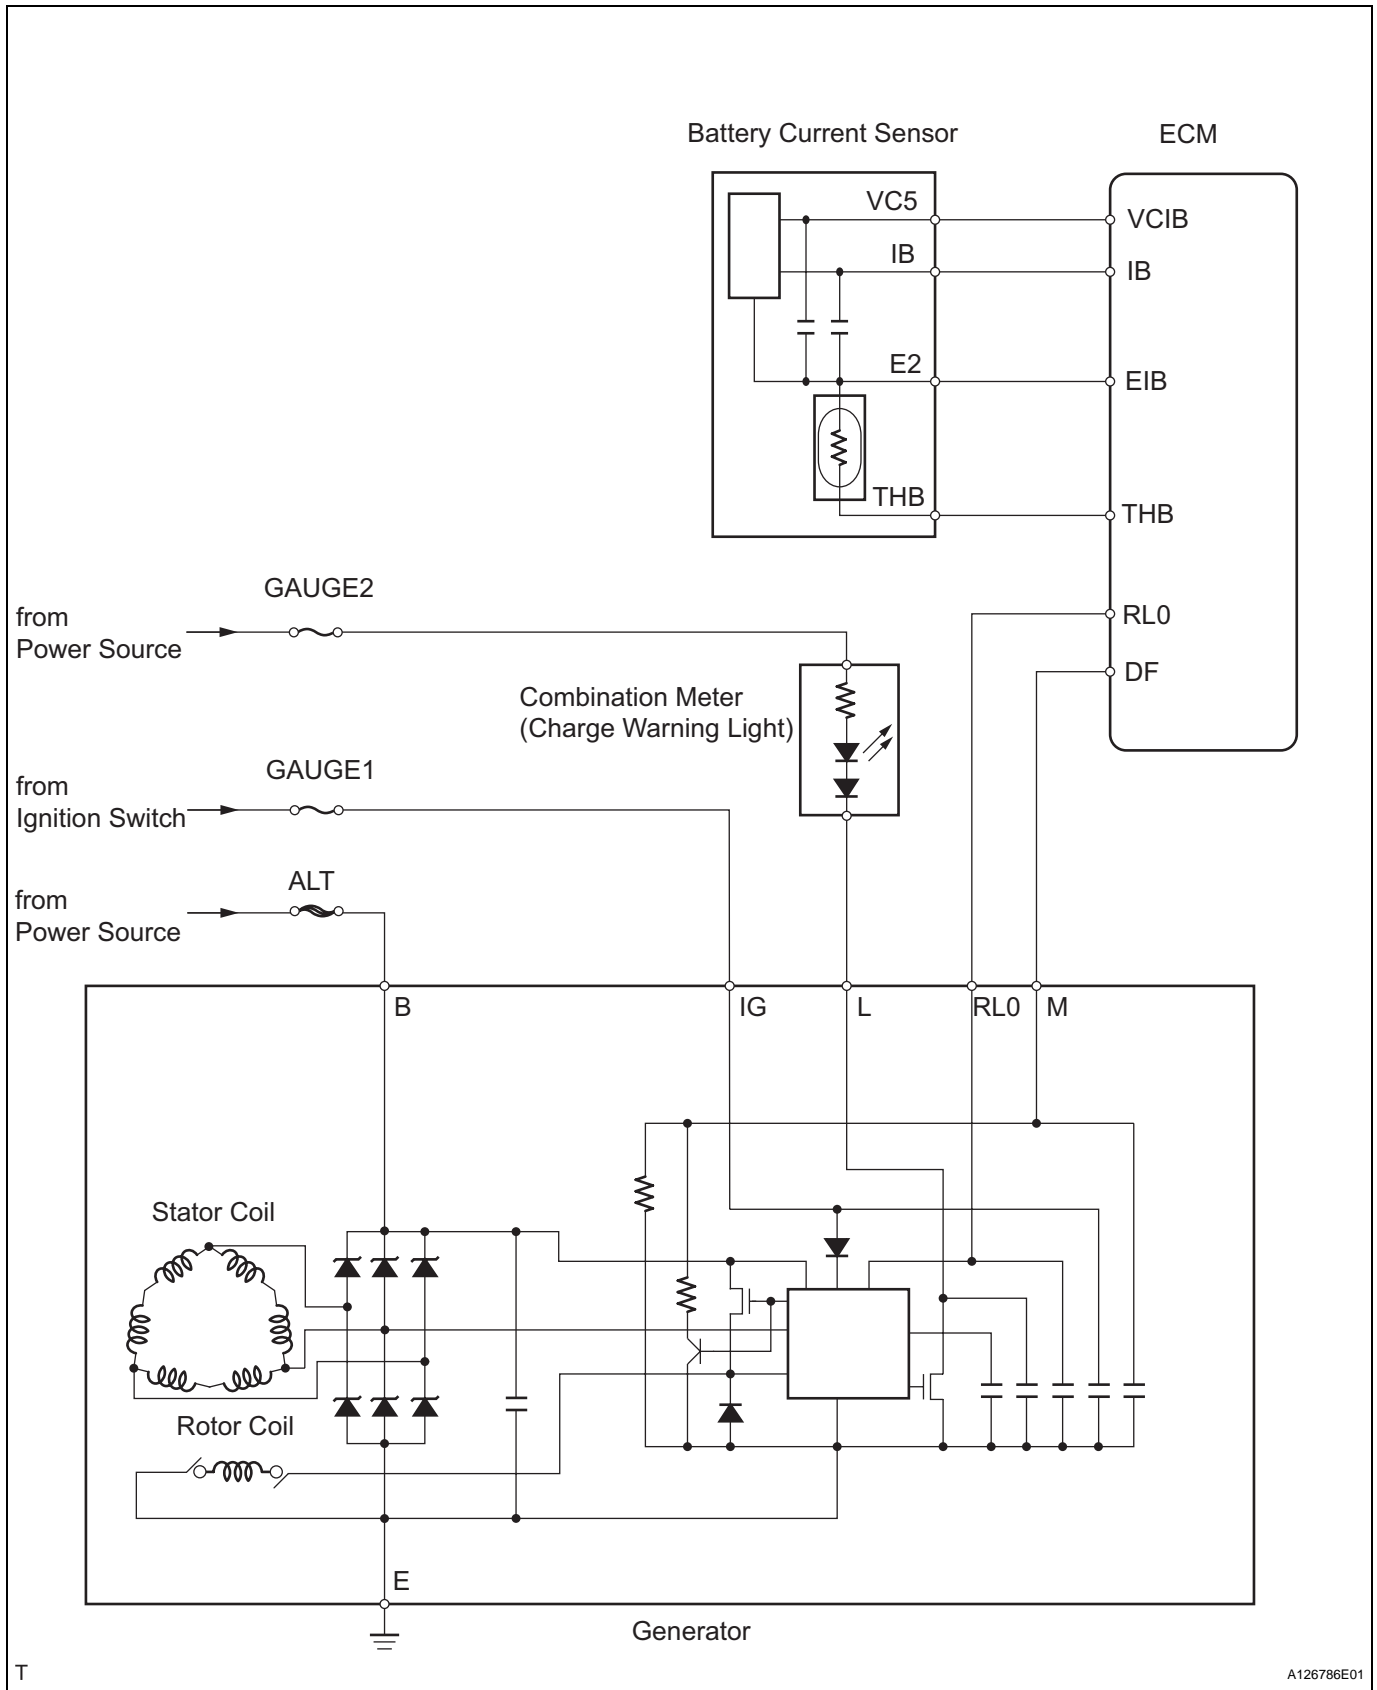 Battery Current Sensor
ECM
VC5
VCIB
IB
IB
E2
EIB
THB
THB
GAUGE2
from
Power Source
RL0
DF
Combination Meter
(Charge Warning Light)
GAUGE1
from
Ignition Switch
ALT
from
Power Source
B
IG
L
RL0
M
Stator Coil
Rotor Coil
E
Generator
T
A126786E01